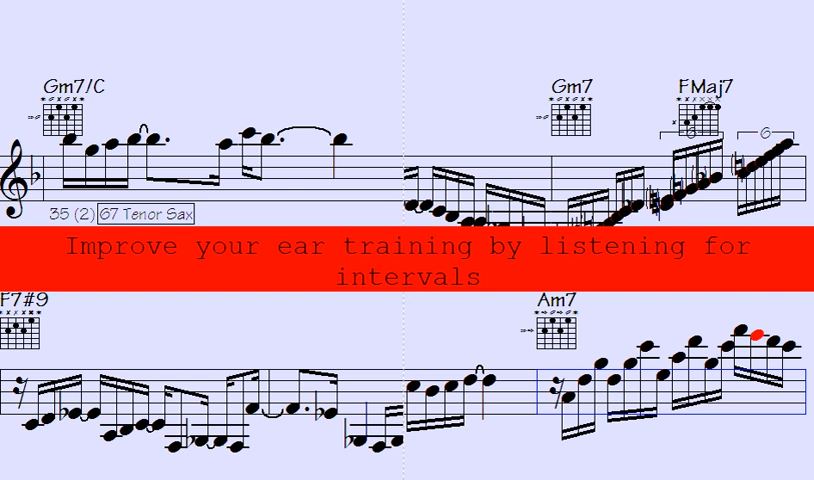 Gm7/C Gm7 FMaj7
6 6
35 (2) 67 Tenor Sax
Improve your ear training by listening for
intervals
F7#9 Am7